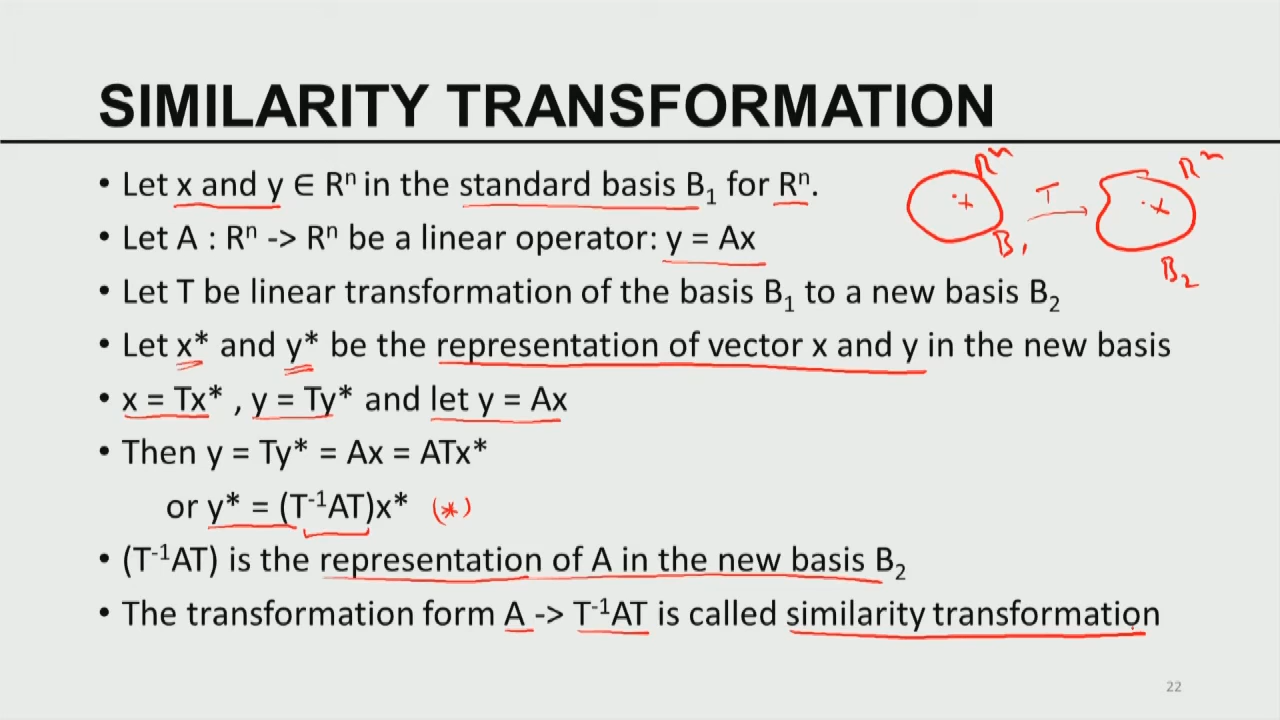 SIMILARITY TRANSFORMATION
• Let x and y ∈ Rⁿ in the standard basis B₁ for Rⁿ.
• Let A : Rⁿ -> Rⁿ be a linear operator: y = Ax
• Let T be linear transformation of the basis B₁ to a new basis B₂
• Let x* and y* be the representation of vector x and y in the new basis
• x = Tx* , y = Ty* and let y = Ax
• Then y = Ty* = Ax = ATx*
or y* = (T⁻¹AT)x* (*)
• (T⁻¹AT) is the representation of A in the new basis B₂
• The transformation form A -> T⁻¹AT is called similarity transformation
Rⁿ Rⁿ
x T x
B₁ B₂
22